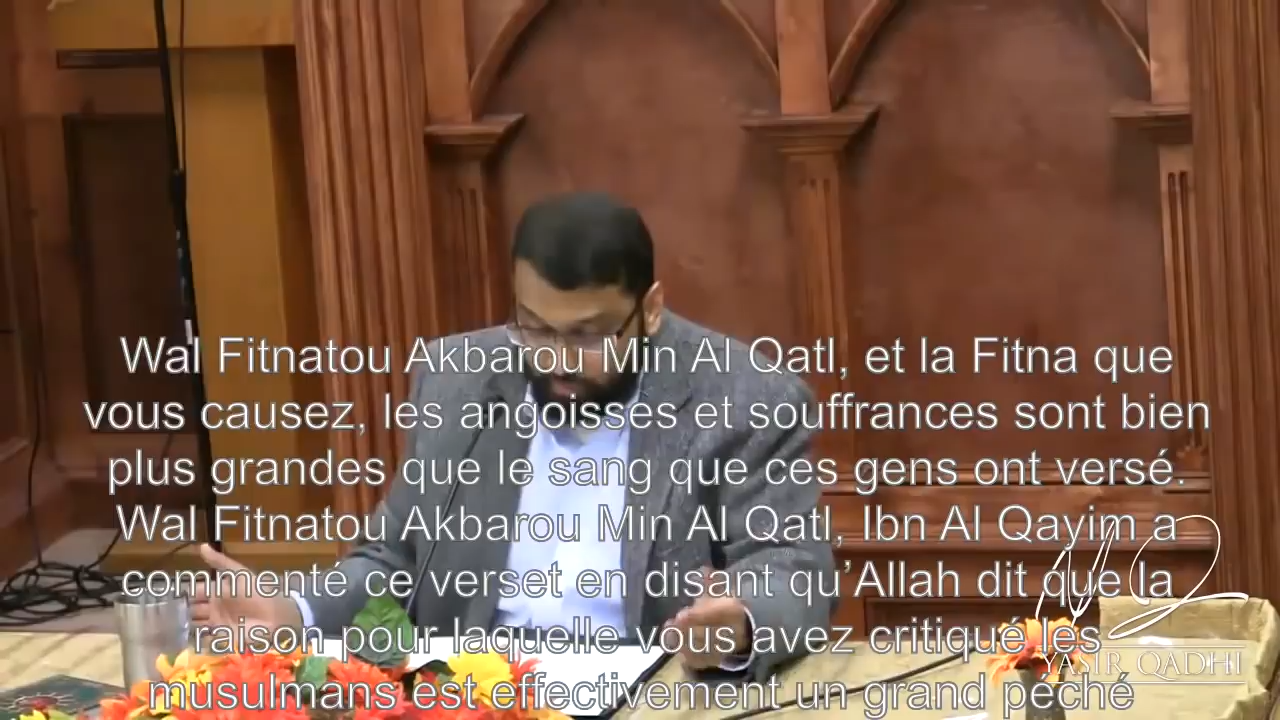 Wal Fitnatou Akbarou Min Al Qatl, et la Fitna que
vous causez, les angoisses et souffrances sont bien
plus grandes que le sang que ces gens ont versé.
Wal Fitnatou Akbarou Min Al Qatl, Ibn Al Qayim a
commenté ce verset en disant qu’Allah dit que la
raison pour laquelle vous avez critiqué les
musulmans est effectivement un grand péché
YASIR QADHI